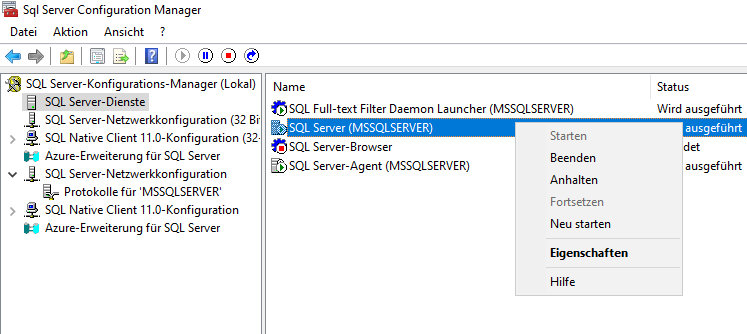 Sql Server Configuration Manager
Datei Aktion Ansicht ?
SQL Server-Konfigurations-Manager (Lokal)
SQL Server-Dienste
SQL Server-Netzwerkkonfiguration (32 Bi
SQL Native Client 11.0-Konfiguration (32-
Azure-Erweiterung für SQL Server
SQL Server-Netzwerkkonfiguration
Protokolle für 'MSSQLSERVER'
SQL Native Client 11.0-Konfiguration
Azure-Erweiterung für SQL Server
Name Status
SQL Full-text Filter Daemon Launcher (MSSQLSERVER) Wird ausgeführt
SQL Server (MSSQLSERVER) ausgeführt
SQL Server-Browser det
SQL Server-Agent (MSSQLSERVER) ausgeführt
Starten
Beenden
Anhalten
Fortsetzen
Neu starten
Eigenschaften
Hilfe